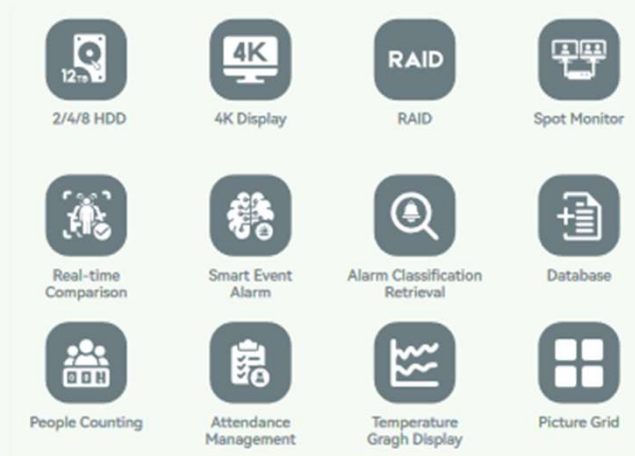 12TB
4K
RAID
2/4/8 HDD
4K Display
RAID
Spot Monitor
Real-time
Comparison
Smart Event
Alarm
Alarm Classification
Retrieval
Database
People Counting
Attendance
Management
Temperature
Gragh Display
Picture Grid